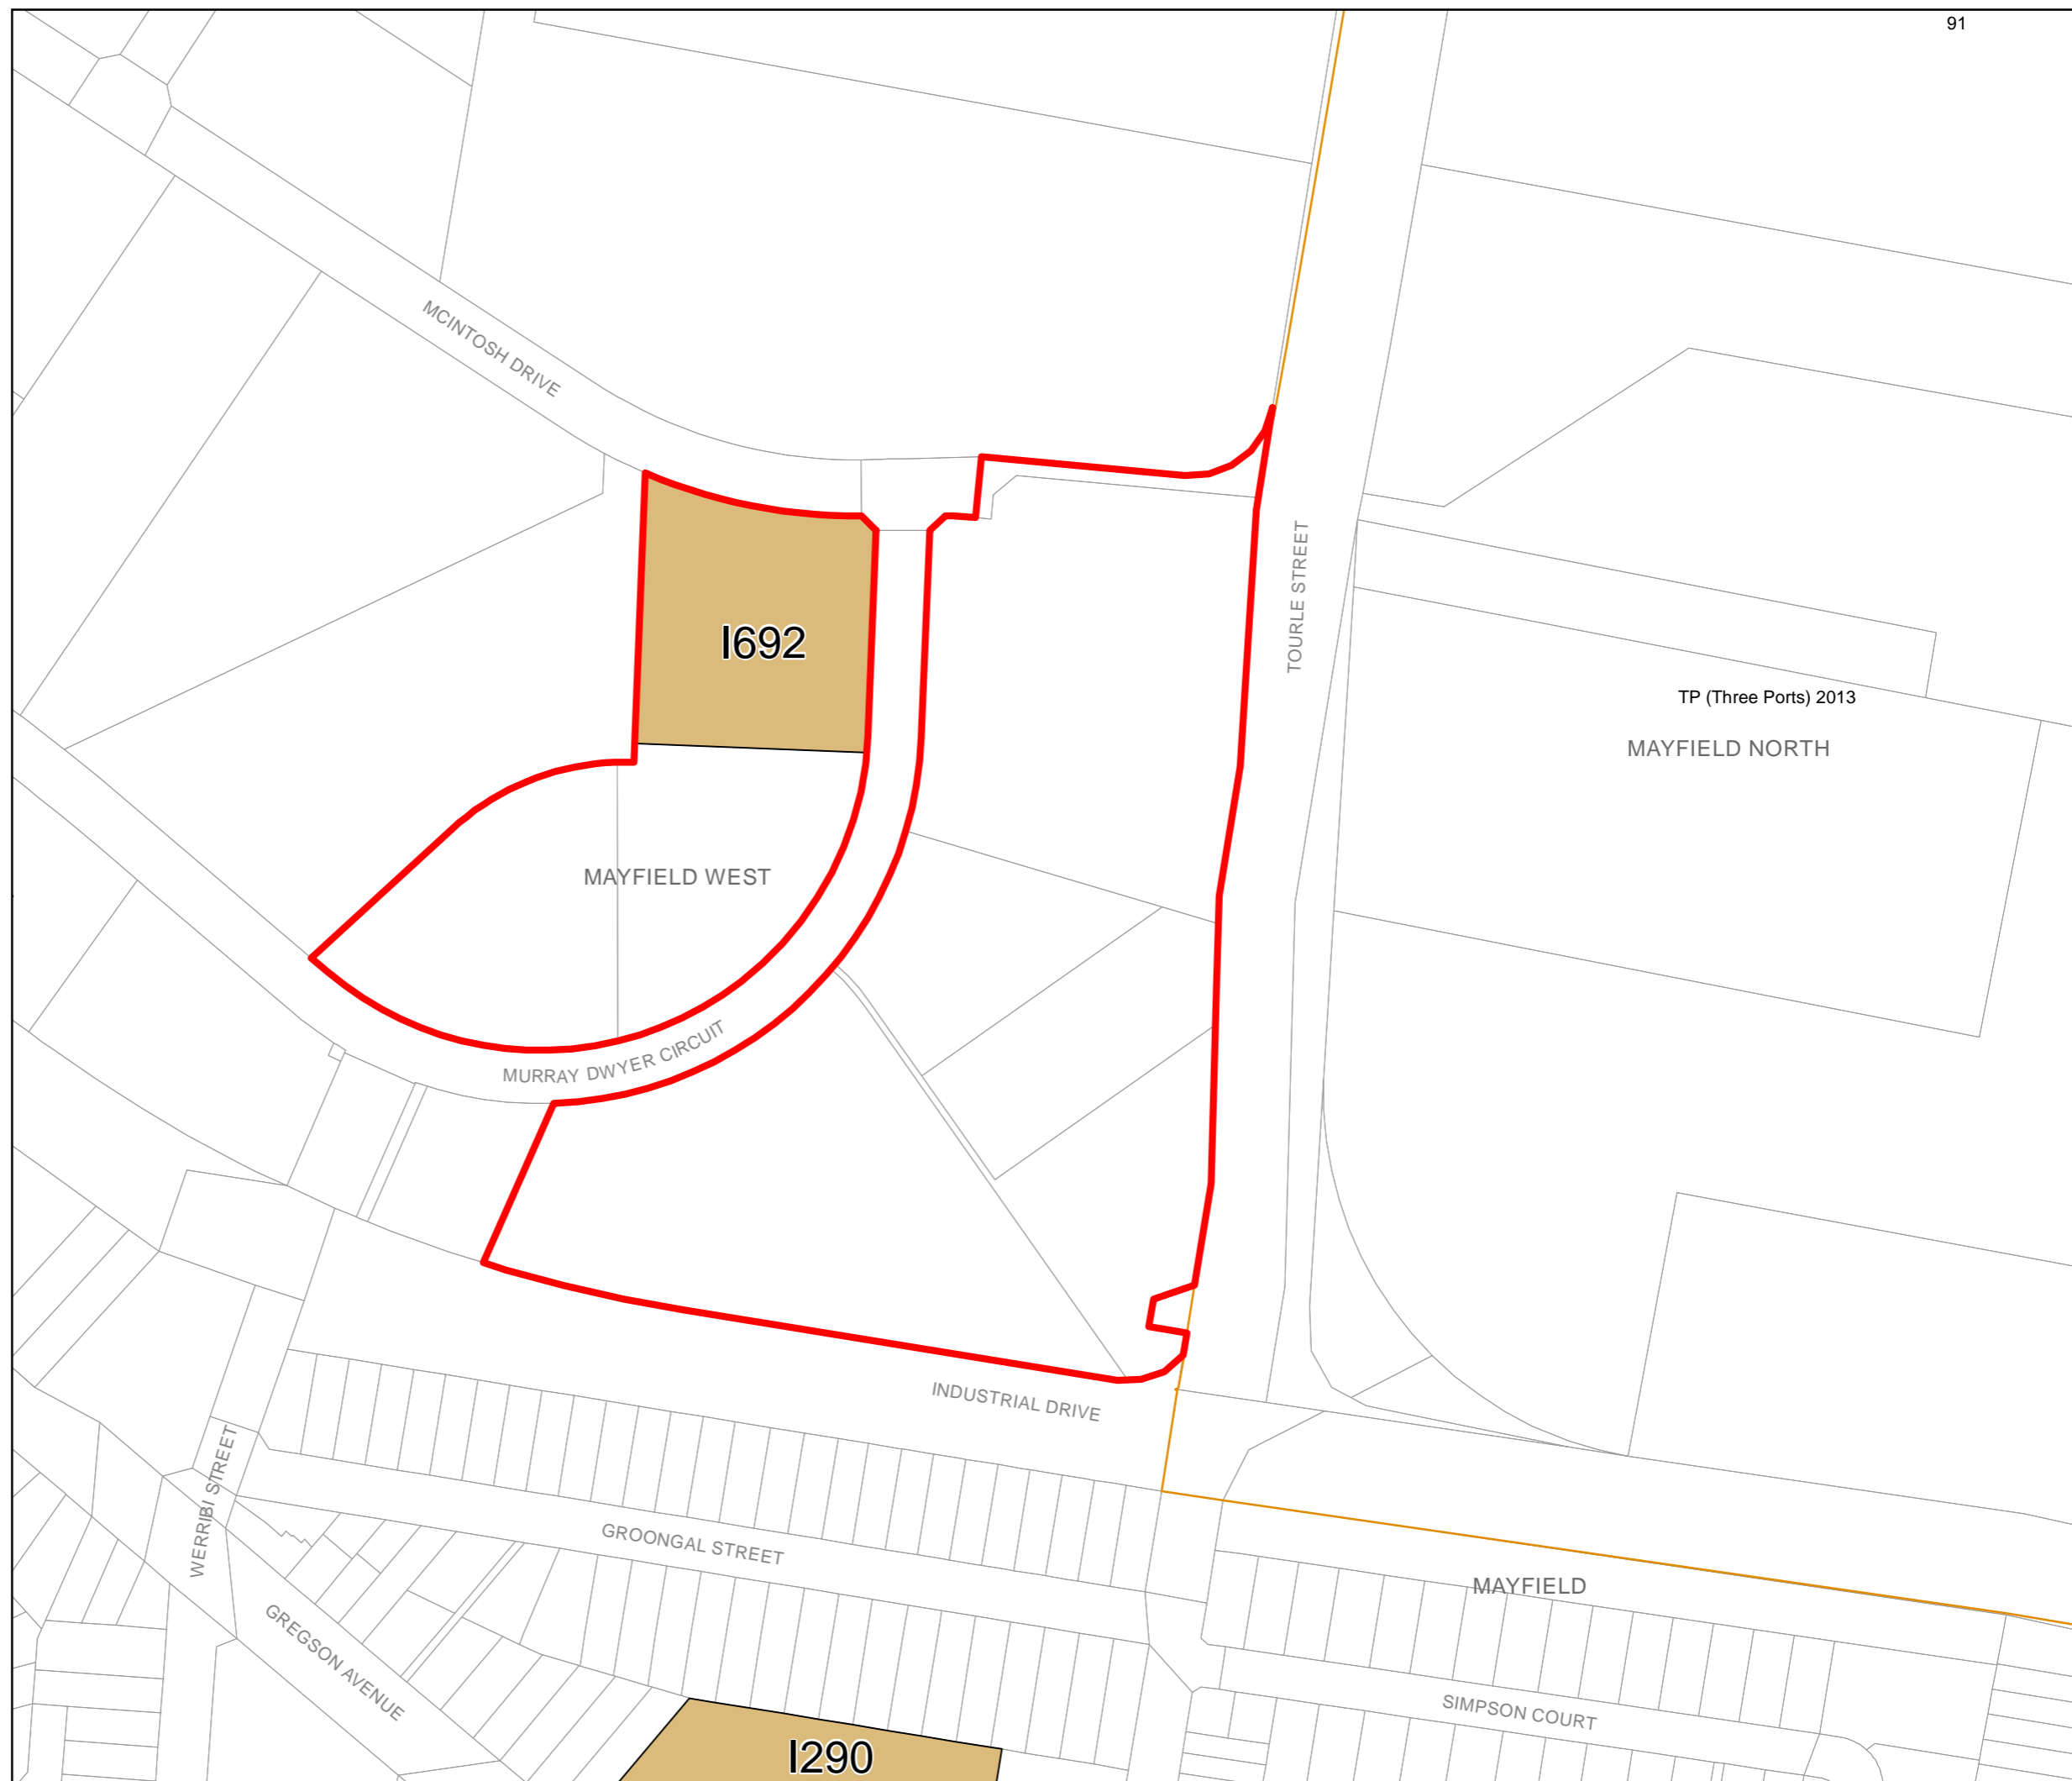 91
MCINTOSH DRIVE
TOURLE STREET
I692
TP (Three Ports) 2013
MAYFIELD NORTH
MAYFIELD WEST
MURRAY DWYER CIRCUIT
INDUSTRIAL DRIVE
WERRIBI STREET
GROONGAL STREET
MAYFIELD
GREGSON AVENUE
SIMPSON COURT
I290